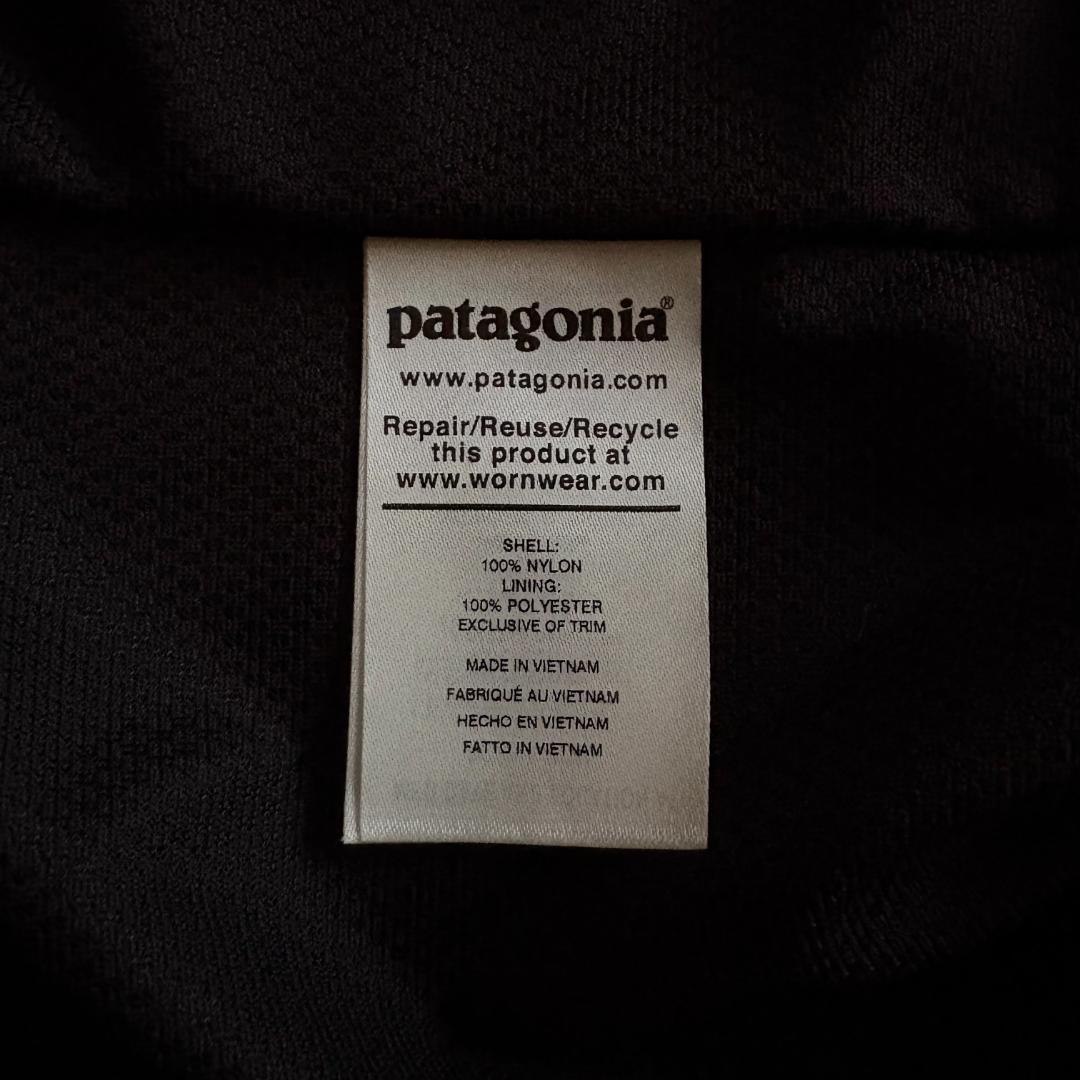 patagonia®
www.patagonia.com
Repair/Reuse/Recycle
this product at
www.wornwear.com
SHELL:
100% NYLON
LINING:
100% POLYESTER
EXCLUSIVE OF TRIM
MADE IN VIETNAM
FABRIQUÉ AU VIETNAM
HECHO EN VIETNAM
FATTO IN VIETNAM